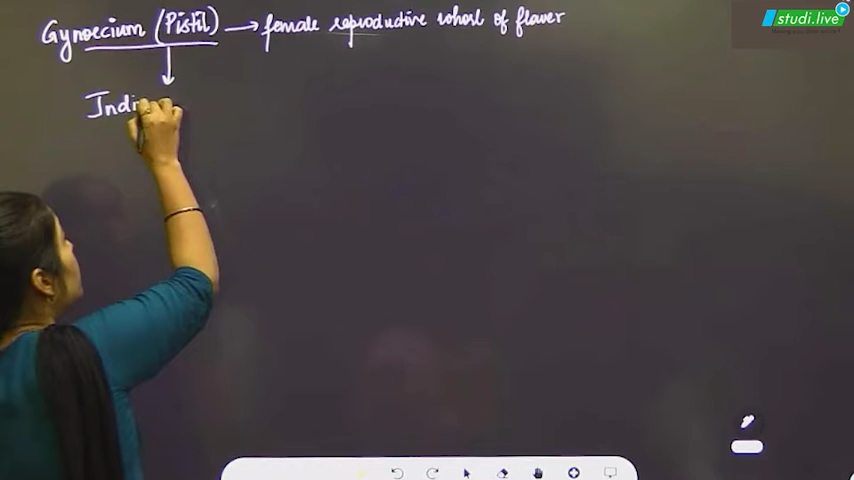 Gynoecium (Pistil) → female reproductive whorl of flower
Indi
studi.live